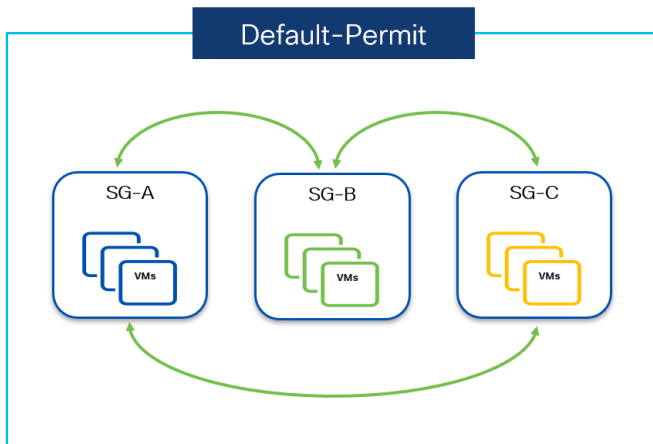 Default-Permit
SG-A
SG-B
SG-C
VMs
VMs
VMs